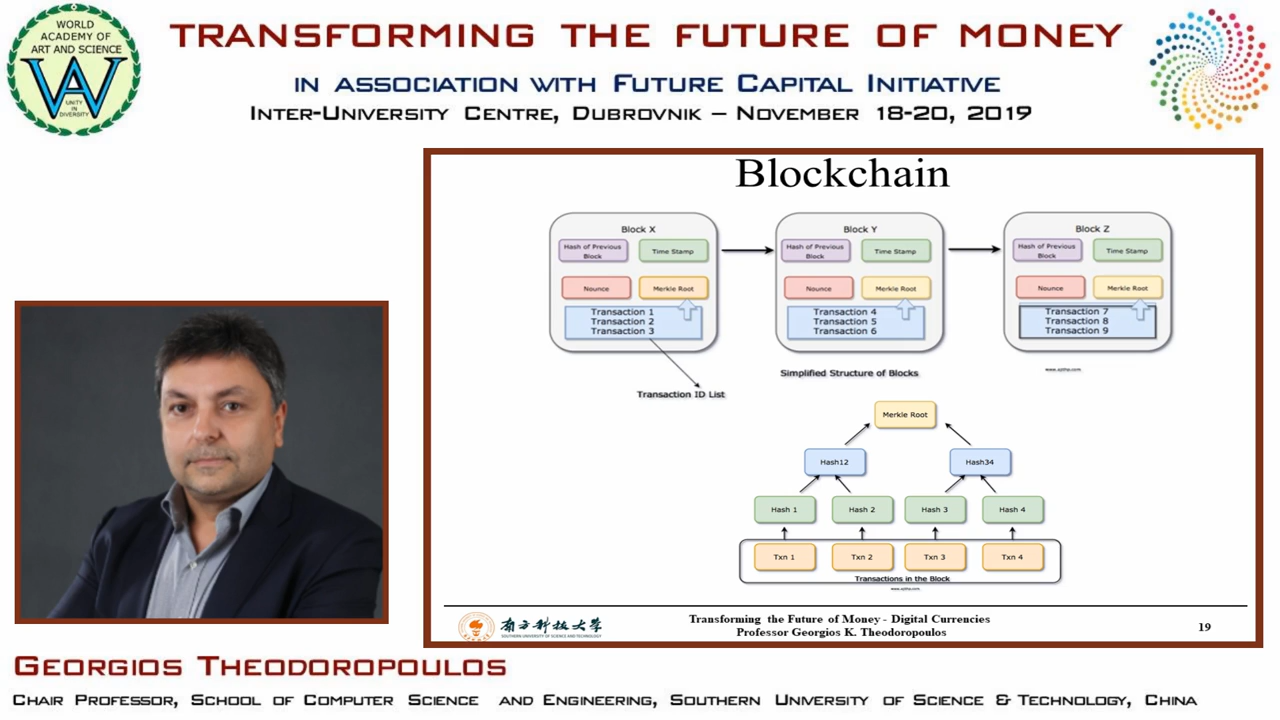 WORLD
ACADEMY OF
ART AND SCIENCE
UNITY
IN
DIVERSITY
TRANSFORMING THE FUTURE OF MONEY
IN ASSOCIATION WITH FUTURE CAPITAL INITIATIVE
INTER-UNIVERSITY CENTRE, DUBROVNIK – NOVEMBER 18-20, 2019
Blockchain
Block X
Hash of Previous
Block
Time Stamp
Nounce
Merkle Root
Transaction 1
Transaction 2
Transaction 3
Block Y
Hash of Previous
Block
Time Stamp
Nounce
Merkle Root
Transaction 4
Transaction 5
Transaction 6
Block Z
Hash of Previous
Block
Time Stamp
Nounce
Merkle Root
Transaction 7
Transaction 8
Transaction 9
Simplified Structure of Blocks
Transaction ID List
Merkle Root
Hash12
Hash34
Hash 1
Hash 2
Hash 3
Hash 4
Txn 1
Txn 2
Txn 3
Txn 4
Transactions in the Block
南方科技大学
SOUTHERN UNIVERSITY OF SCIENCE AND TECHNOLOGY
Transforming the Future of Money - Digital Currencies
Professor Georgios K. Theodoropoulos
19
GEORGIOS THEODOROPOULOS
CHAIR PROFESSOR, SCHOOL OF COMPUTER SCIENCE AND ENGINEERING, SOUTHERN UNIVERSITY OF SCIENCE & TECHNOLOGY, CHINA